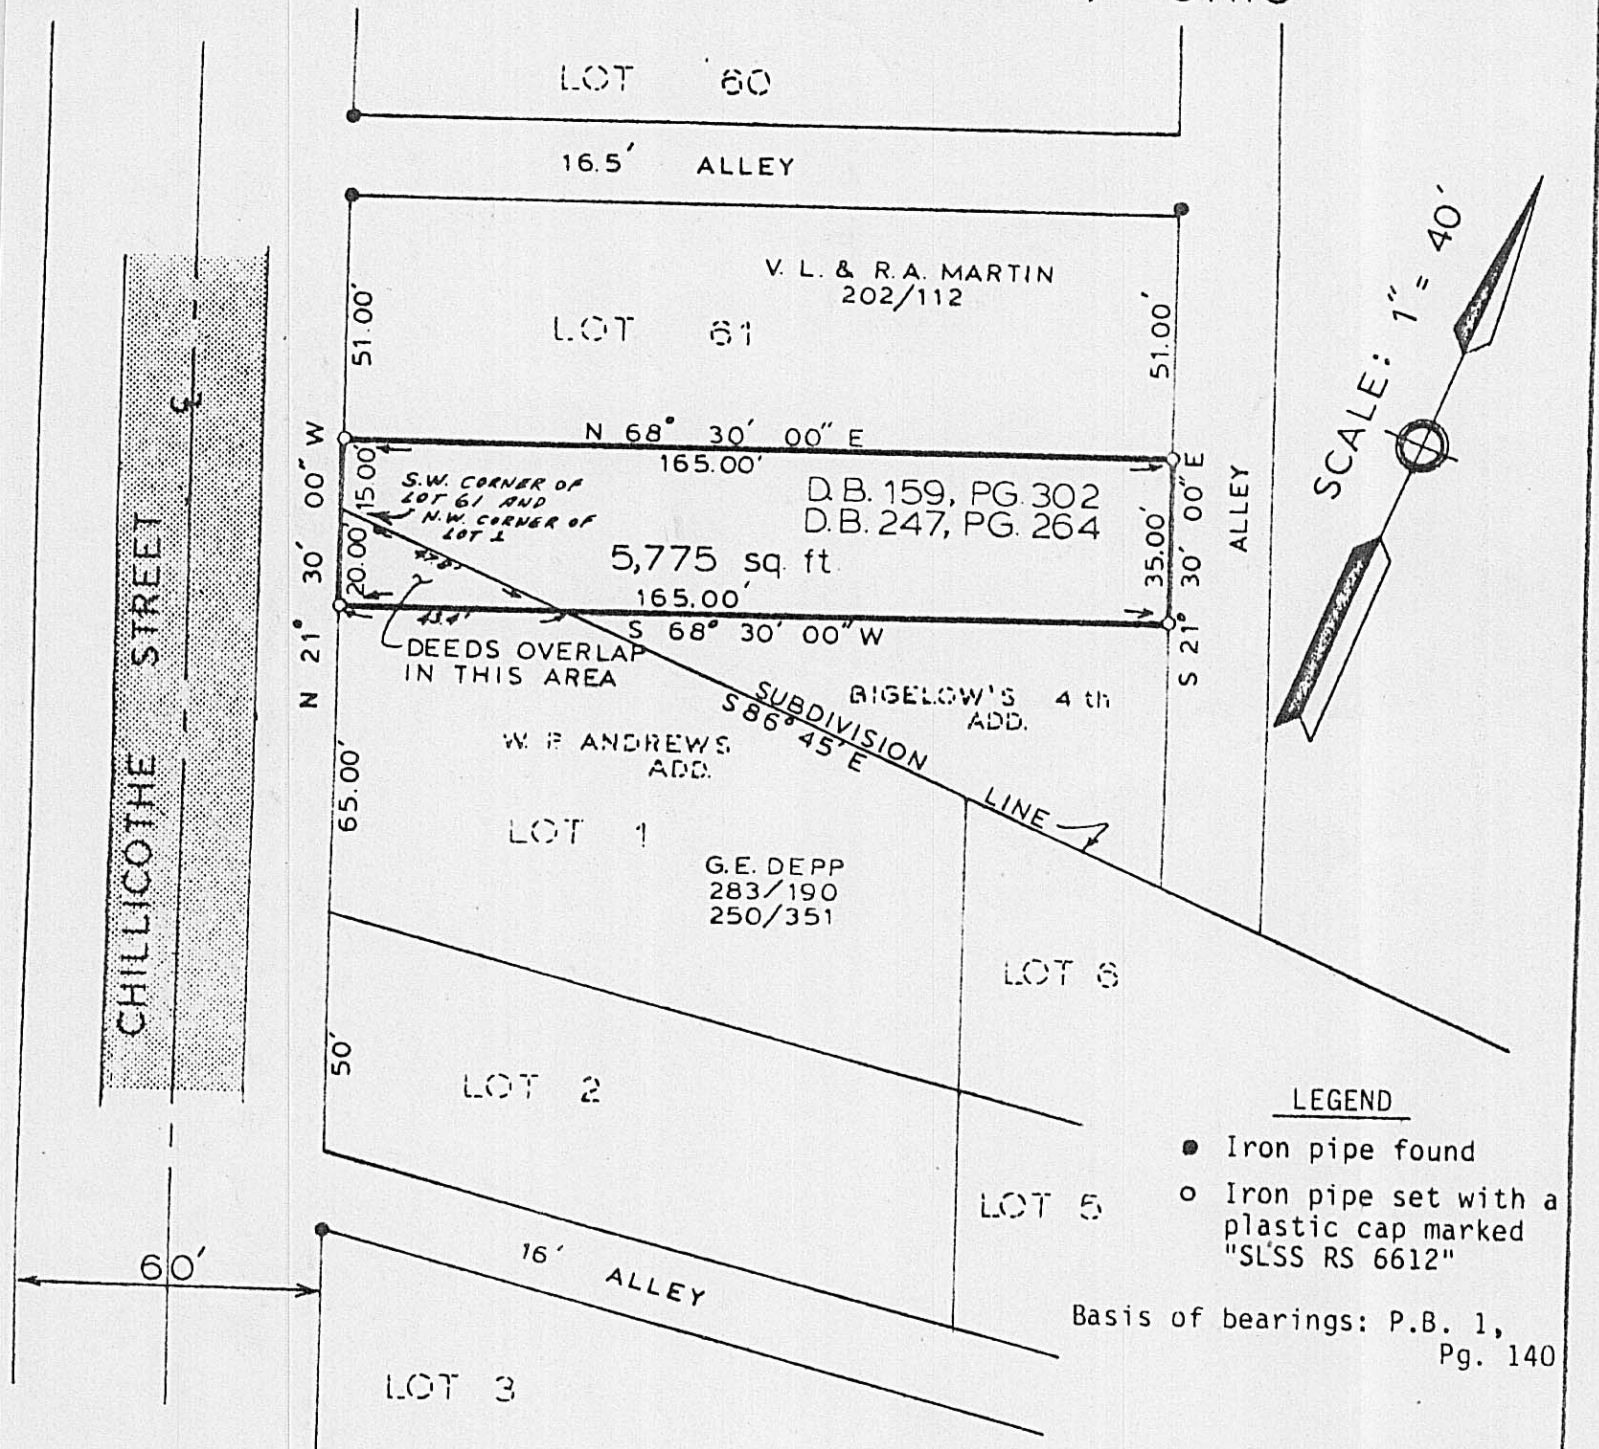 LOT 60
16.5' ALLEY
V. L. & R. A. MARTIN
202/112
LOT 61
51.00'
51.00'
SCALE: 1" = 40'
N 68° 30' 00" E
165.00'
N 21° 30' 00" W
15.00'
20.00'
S.W. CORNER OF
LOT 61 AND
N.W. CORNER OF
LOT 1
D.B. 159, PG. 302
D.B. 247, PG. 264
5,775 sq. ft.
165.00'
S 68° 30' 00" W
35.00'
S 21° 30' 00" E
ALLEY
43.4'
DEEDS OVERLAP
IN THIS AREA
CHILLICOTHE STREET
SUBDIVISION LINE
S 86° 45' E
BIGELOW'S 4th
ADD.
W. P. ANDREWS
ADD.
65.00'
LOT 1
G.E. DEPP
283/190
250/351
LOT 6
50'
LOT 2
LOT 5
16' ALLEY
60'
LOT 3
LEGEND
● Iron pipe found
○ Iron pipe set with a
plastic cap marked
"SLSS RS 6612"
Basis of bearings: P.B. 1,
Pg. 140